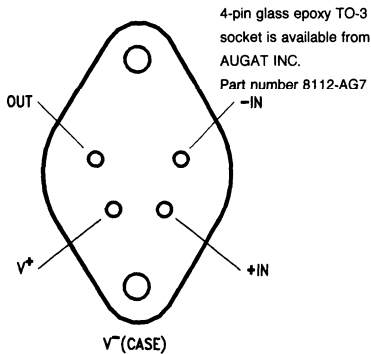 4-pin glass epoxy TO-3
socket is available from
AUGAT INC.
Part number 8112-AG7
OUT
−IN
V+
+IN
V−(CASE)